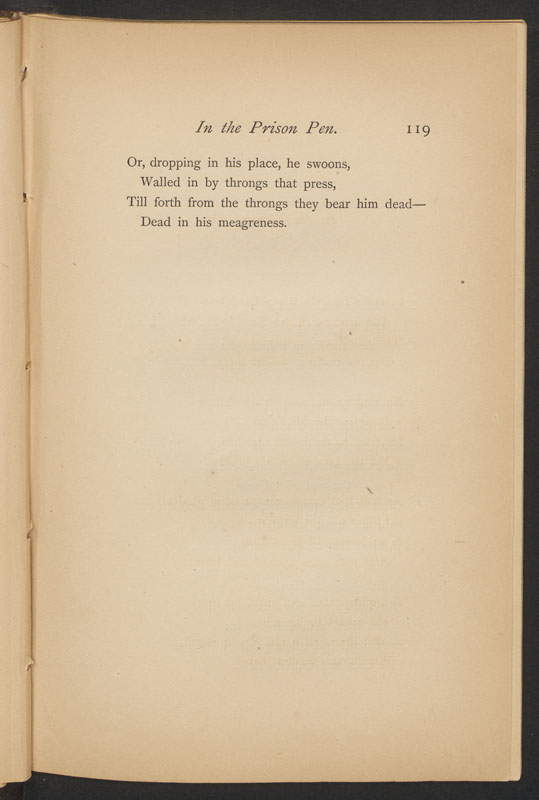 In the Prison Pen. 119
Or, dropping in his place, he swoons,
Walled in by throngs that press,
Till forth from the throngs they bear him dead—
Dead in his meagreness.